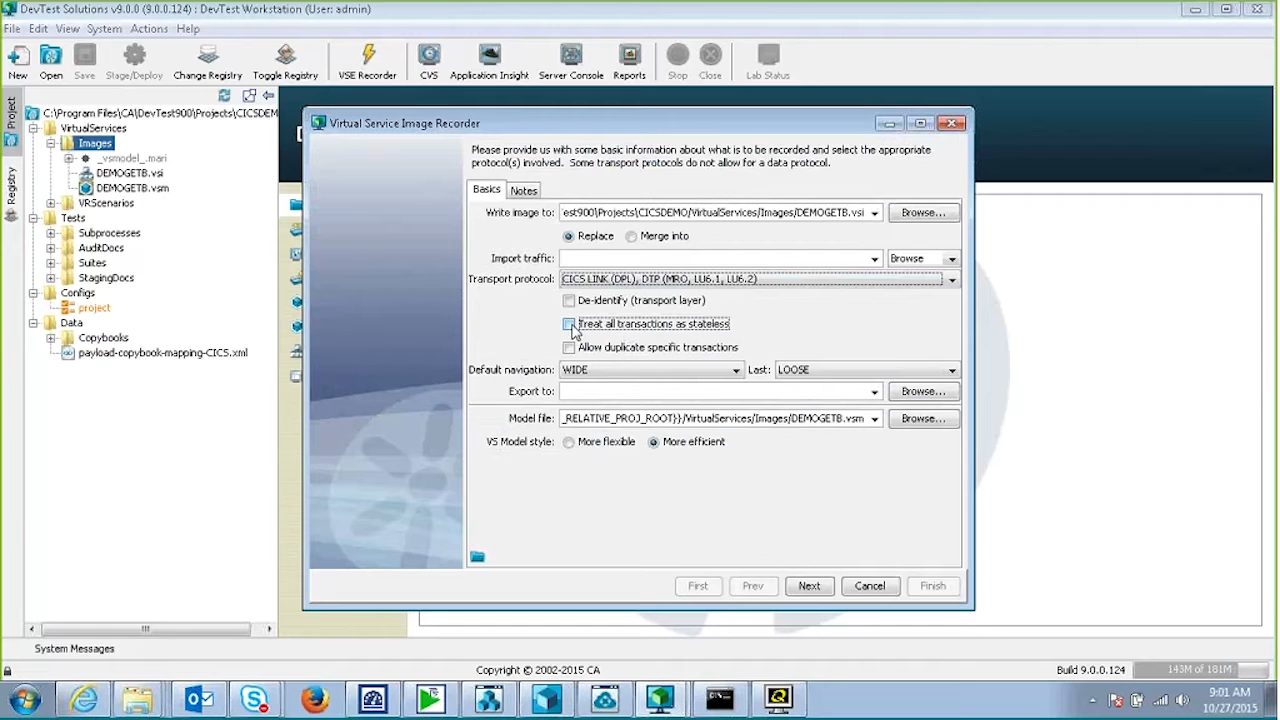 DevTest Solutions v9.0.0 (9.0.0.124) : DevTest Workstation (User: admin)
File Edit View System Actions Help
New Open Save Stage/Deploy Change Registry Toggle Registry VSE Recorder CVS Application Insight Server Console Reports Stop Close Lab Status
Project
Registry
C:\Program Files\CA\DevTest900\Projects\CICSDEM
VirtualServices
Images
_vsmodel_.mari
DEMOGETB.vsi
DEMOGETB.vsm
VRScenarios
Tests
Subprocesses
AuditDocs
Suites
StagingDocs
Configs
project
Data
Copybooks
payload-copybook-mapping-CICS.xml
Virtual Service Image Recorder
Please provide us with some basic information about what is to be recorded and select the appropriate
protocol(s) involved. Some transport protocols do not allow for a data protocol.
Basics Notes
Write image to: est900\Projects\CICSDEMO/VirtualServices/Images/DEMOGETB.vsi Browse...
Replace Merge into
Import traffic: Browse
Transport protocol: CICS LINK (DPL), DTP (MRO, LU6.1, LU6.2)
De-identify (transport layer)
Treat all transactions as stateless
Allow duplicate specific transactions
Default navigation: WIDE Last: LOOSE
Export to: Browse...
Model file: _RELATIVE_PROJ_ROOT}}/VirtualServices/Images/DEMOGETB.vsm Browse...
VS Model style: More flexible More efficient
First Prev Next Cancel Finish
System Messages
Copyright © 2002-2015 CA
Build 9.0.0.124
143M of 181M
9:01 AM
10/27/2015